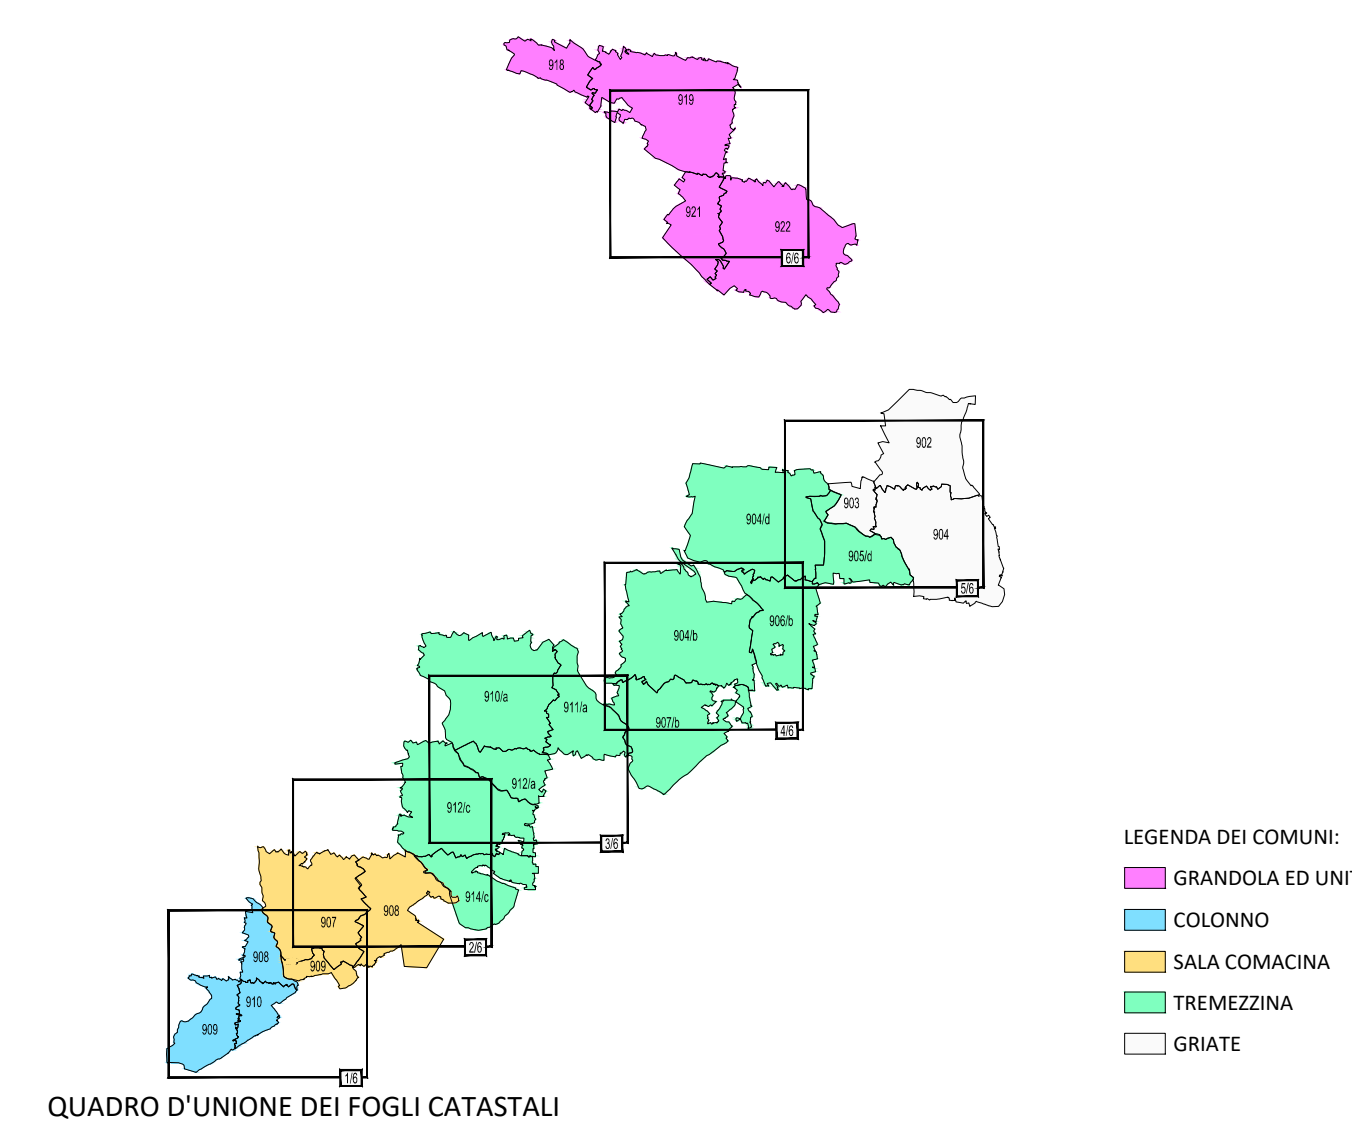 918
919
921
922
6/6
902
903
904
904/d
905/d
5/6
904/b
906/b
910/a
911/a
907/b
4/6
912/a
912/c
3/6
914/c
907
908
2/6
908
909
910
909
1/6
LEGENDA DEI COMUNI:
GRANDOLA ED UNIT
COLONNO
SALA COMACINA
TREMEZZINA
GRIATE
QUADRO D'UNIONE DEI FOGLI CATASTALI